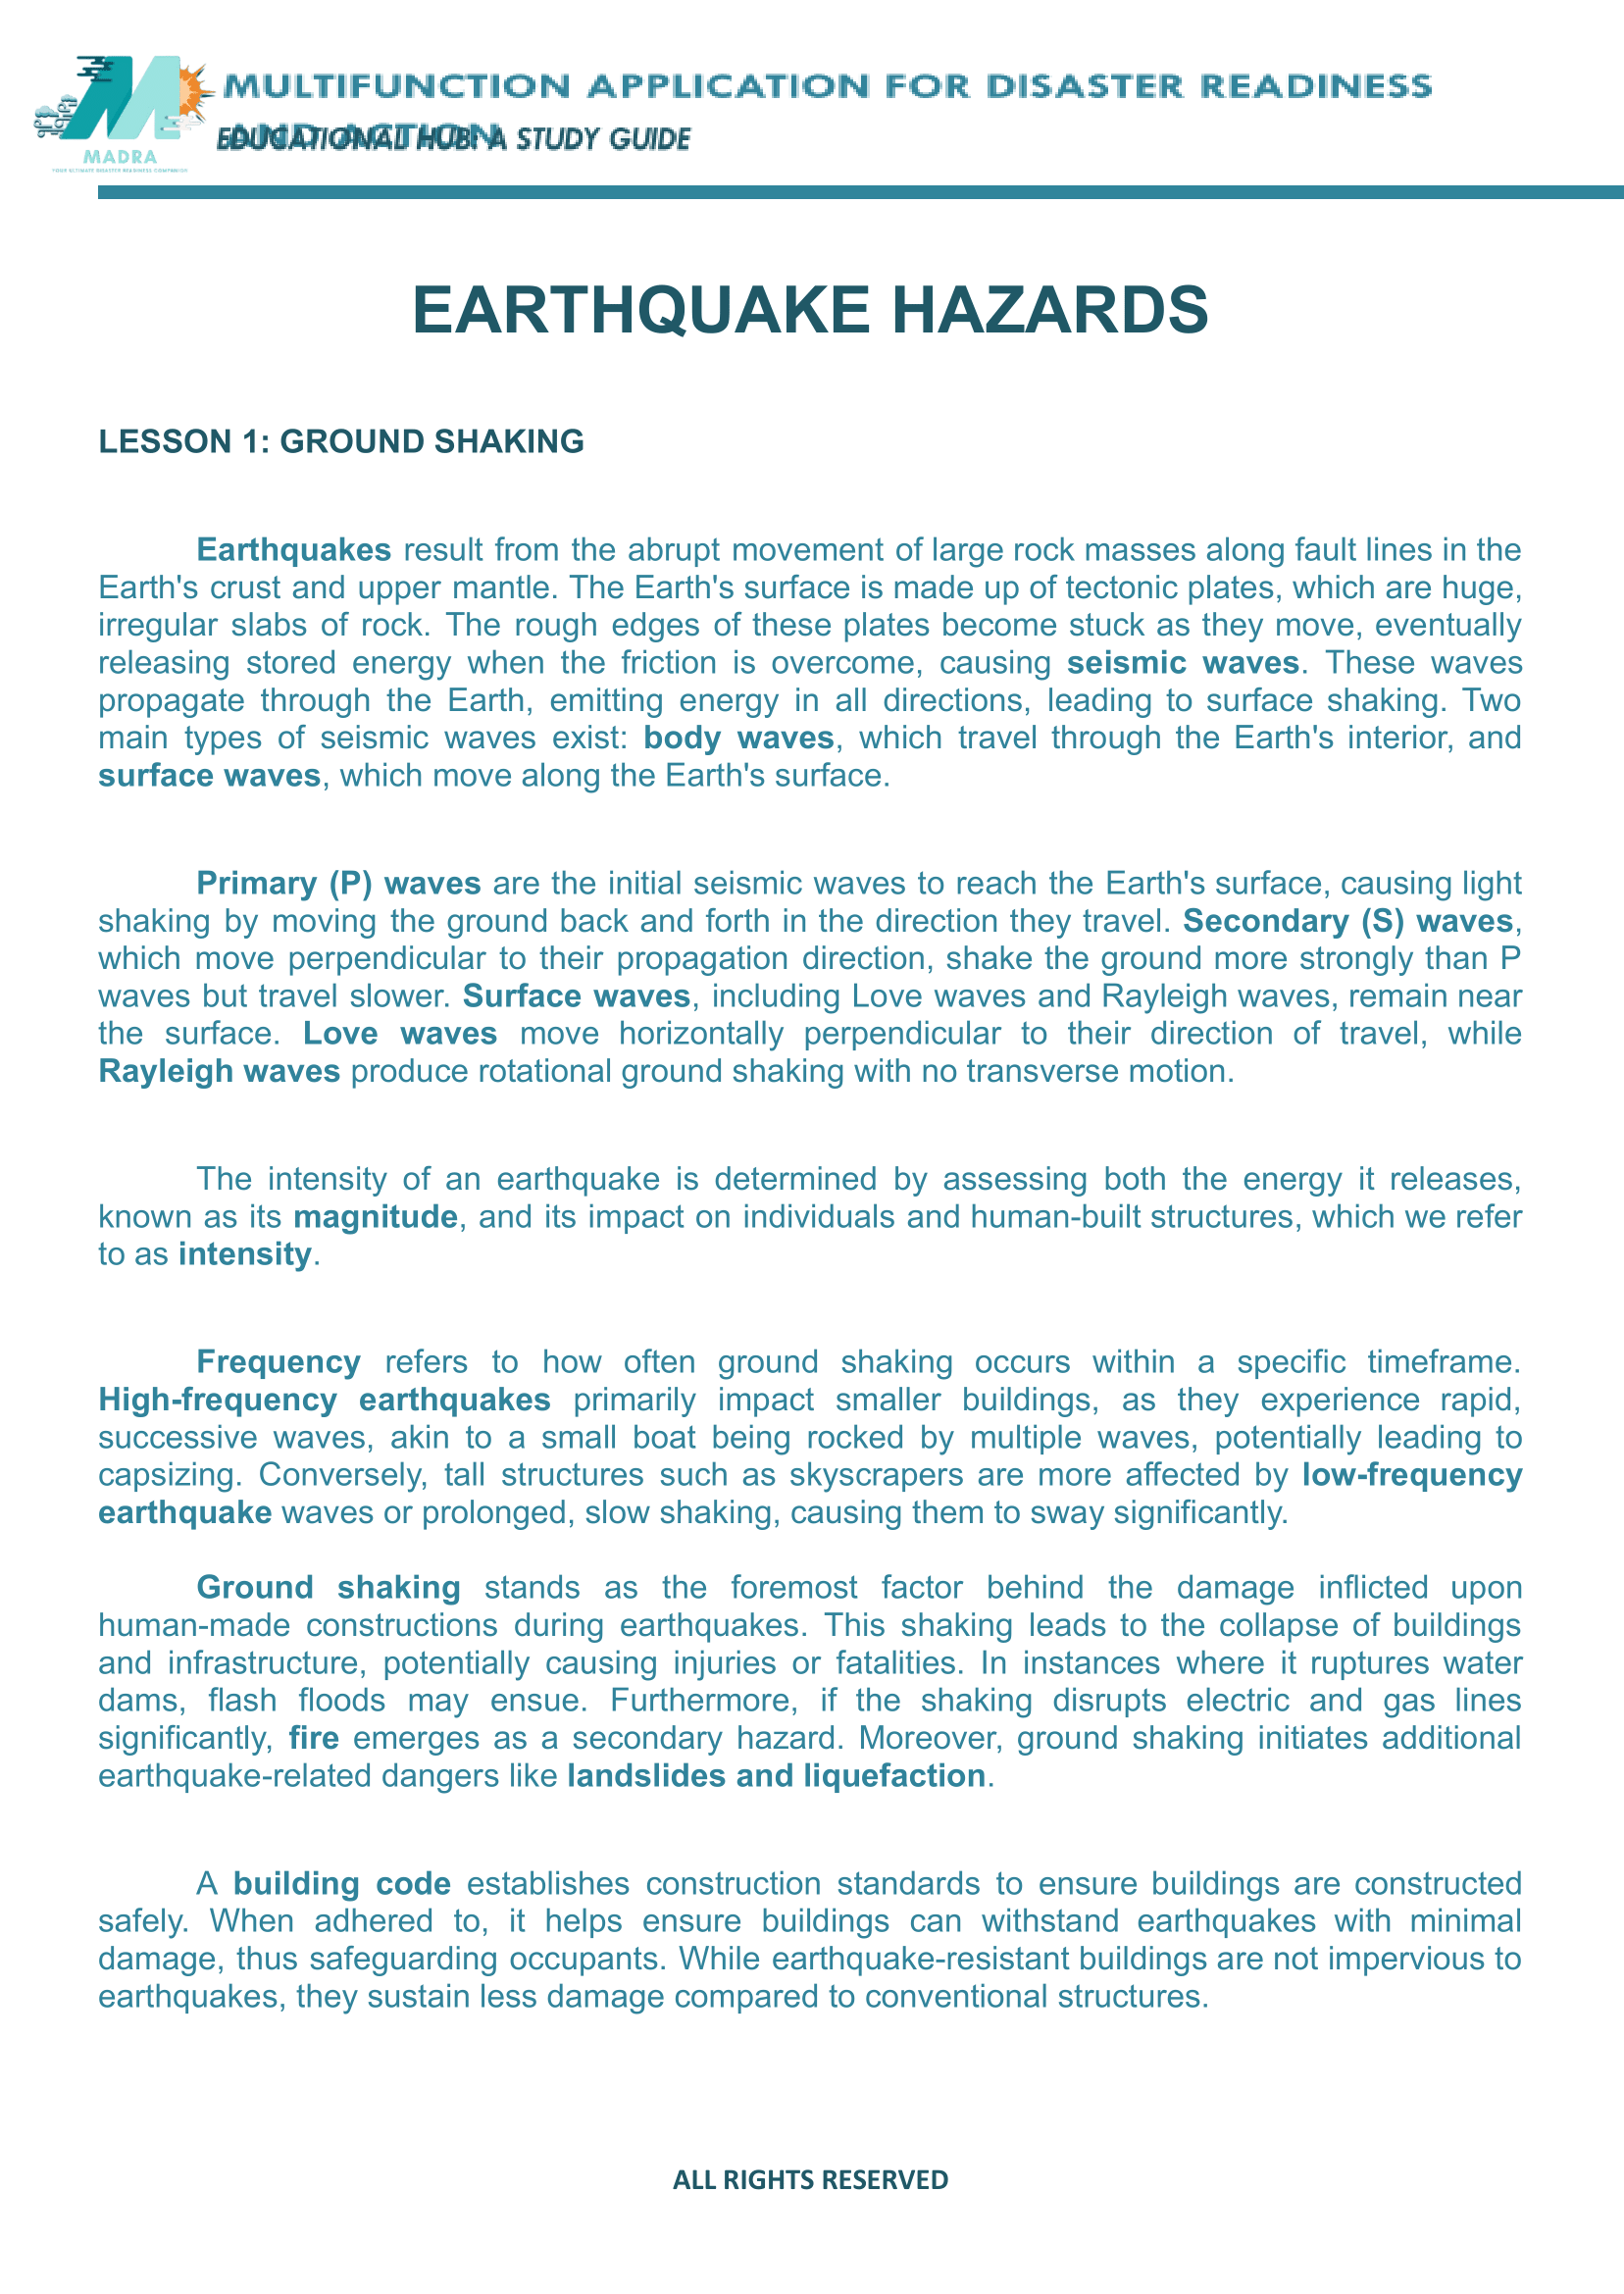 MULTIFUNCTION APPLICATION FOR DISASTER READINESS
AND ACTION
EDUCATIONAL HUB: A STUDY GUIDE
MADRA
YOUR ULTIMATE DISASTER READINESS COMPANION
EARTHQUAKE HAZARDS
LESSON 1: GROUND SHAKING
Earthquakes result from the abrupt movement of large rock masses along fault lines in the
Earth's crust and upper mantle. The Earth's surface is made up of tectonic plates, which are huge,
irregular slabs of rock. The rough edges of these plates become stuck as they move, eventually
releasing stored energy when the friction is overcome, causing seismic waves. These waves
propagate through the Earth, emitting energy in all directions, leading to surface shaking. Two
main types of seismic waves exist: body waves, which travel through the Earth's interior, and
surface waves, which move along the Earth's surface.
Primary (P) waves are the initial seismic waves to reach the Earth's surface, causing light
shaking by moving the ground back and forth in the direction they travel. Secondary (S) waves,
which move perpendicular to their propagation direction, shake the ground more strongly than P
waves but travel slower. Surface waves, including Love waves and Rayleigh waves, remain near
the surface. Love waves move horizontally perpendicular to their direction of travel, while
Rayleigh waves produce rotational ground shaking with no transverse motion.
The intensity of an earthquake is determined by assessing both the energy it releases,
known as its magnitude, and its impact on individuals and human-built structures, which we refer
to as intensity.
Frequency refers to how often ground shaking occurs within a specific timeframe.
High-frequency earthquakes primarily impact smaller buildings, as they experience rapid,
successive waves, akin to a small boat being rocked by multiple waves, potentially leading to
capsizing. Conversely, tall structures such as skyscrapers are more affected by low-frequency
earthquake waves or prolonged, slow shaking, causing them to sway significantly.
Ground shaking stands as the foremost factor behind the damage inflicted upon
human-made constructions during earthquakes. This shaking leads to the collapse of buildings
and infrastructure, potentially causing injuries or fatalities. In instances where it ruptures water
dams, flash floods may ensue. Furthermore, if the shaking disrupts electric and gas lines
significantly, fire emerges as a secondary hazard. Moreover, ground shaking initiates additional
earthquake-related dangers like landslides and liquefaction.
A building code establishes construction standards to ensure buildings are constructed
safely. When adhered to, it helps ensure buildings can withstand earthquakes with minimal
damage, thus safeguarding occupants. While earthquake-resistant buildings are not impervious to
earthquakes, they sustain less damage compared to conventional structures.
ALL RIGHTS RESERVED